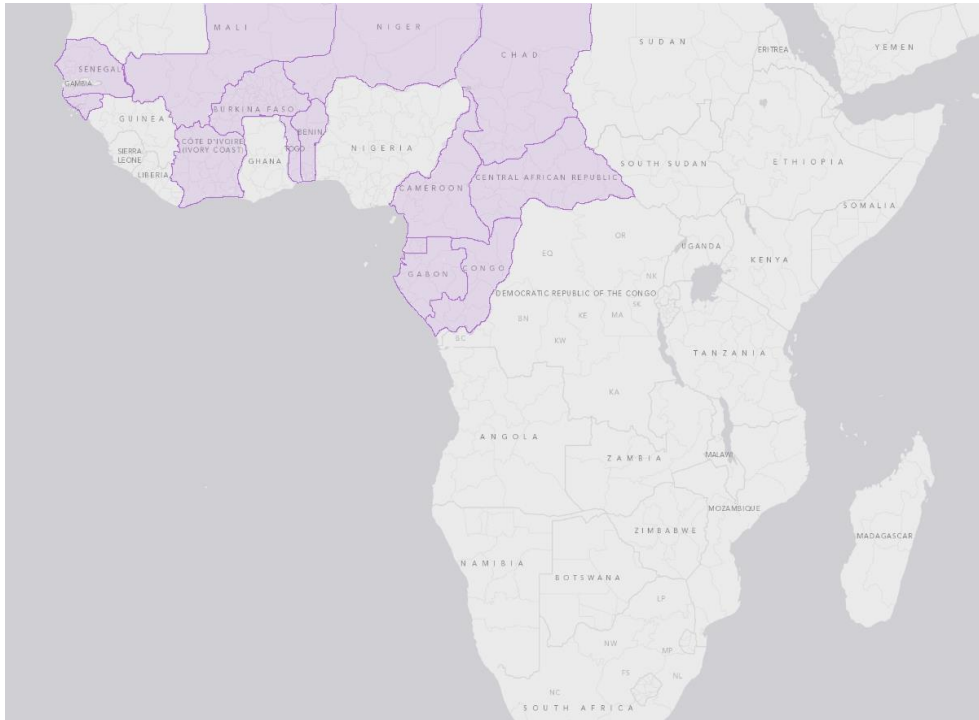 MALI
NIGER
CHAD
SUDAN
ERITREA
YEMEN
SENEGAL
GAMBIA
BURKINA FASO
GUINEA
BENIN
CÔTE D'IVOIRE
(IVORY COAST)
TOGO
GHANA
NIGERIA
SIERRA
LEONE
LIBERIA
SOUTH SUDAN
ETHIOPIA
CENTRAL AFRICAN REPUBLIC
CAMEROON
SOMALIA
OR
UGANDA
EQ
KENYA
GABON
CONGO
NK
DEMOCRATIC REPUBLIC OF THE CONGO
SK
BN
KE
MA
BC
KW
TANZANIA
KA
ANGOLA
ZAMBIA
MALAWI
MOZAMBIQUE
ZIMBABWE
MADAGASCAR
NAMIBIA
BOTSWANA
LP
NW
MP
FS
NL
NC
SOUTH AFRICA